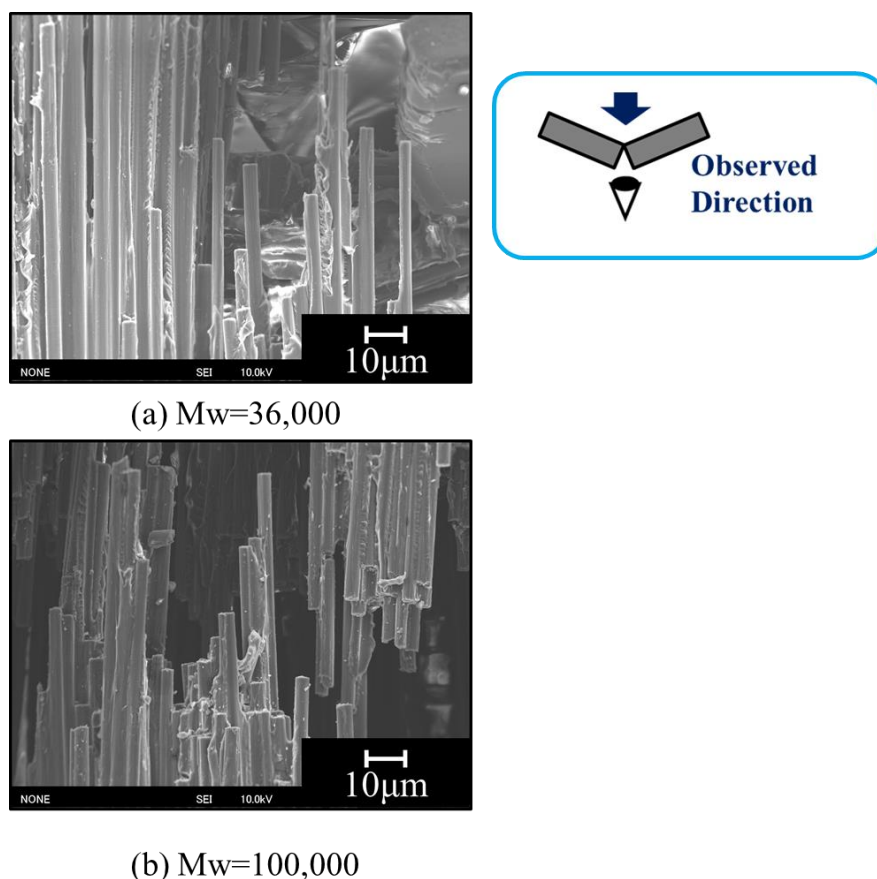 Observed
Direction
10μm
NONE SEI 10.0kV
(a) Mw=36,000
10μm
NONE SEI 10.0kV
(b) Mw=100,000